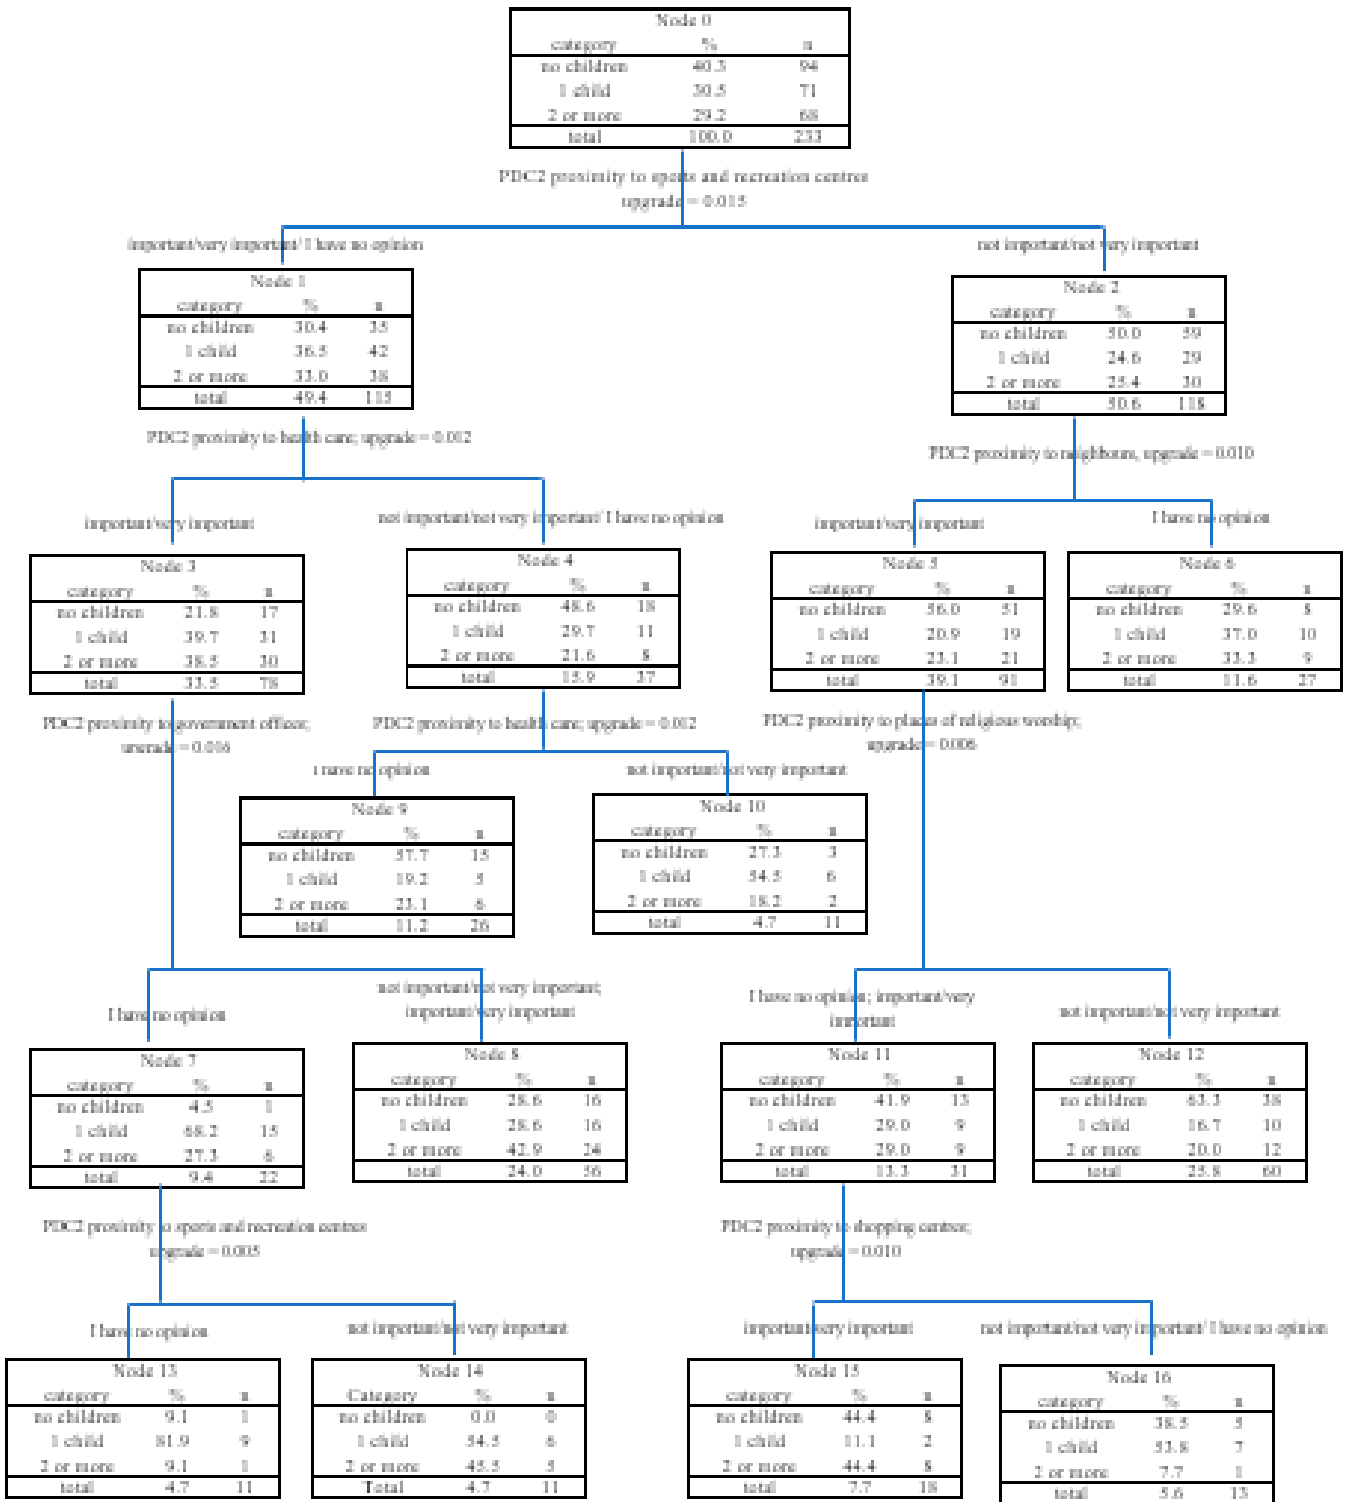 Node 0
category % n
no children 40.3 94
1 child 30.5 71
2 or more 29.2 68
total 100.0 233
PDC2 proximity to sports and recreation centres
upgrade = 0.015
important/very important/ I have no opinion
not important/not very important
Node 1
category % n
no children 30.4 35
1 child 36.5 42
2 or more 33.0 38
total 49.4 115
Node 2
category % n
no children 50.0 59
1 child 24.6 29
2 or more 25.4 30
total 50.6 118
PDC2 proximity to health care; upgrade = 0.012
PDC2 proximity to neighbours, upgrade = 0.010
important/very important
not important/not very important/ I have no opinion
important/very important
I have no opinion
Node 3
category % n
no children 21.8 17
1 child 39.7 31
2 or more 38.5 30
total 33.5 78
Node 4
category % n
no children 48.6 18
1 child 29.7 11
2 or more 21.6 8
total 15.9 37
Node 5
category % n
no children 56.0 51
1 child 20.9 19
2 or more 23.1 21
total 39.1 91
Node 6
category % n
no children 29.6 8
1 child 37.0 10
2 or more 33.3 9
total 11.6 27
PDC2 proximity to government offices;
upgrade = 0.016
PDC2 proximity to health care; upgrade = 0.012
PDC2 proximity to places of religious worship;
upgrade = 0.006
I have no opinion
not important/not very important
Node 9
category % n
no children 57.7 15
1 child 19.2 5
2 or more 23.1 6
total 11.2 26
Node 10
category % n
no children 27.3 3
1 child 54.5 6
2 or more 18.2 2
total 4.7 11
I have no opinion
not important/not very important;
important/very important
I have no opinion; important/very
important
not important/not very important
Node 7
category % n
no children 4.5 1
1 child 68.2 15
2 or more 27.3 6
total 9.4 22
Node 8
category % n
no children 28.6 16
1 child 28.6 16
2 or more 42.9 24
total 24.0 56
Node 11
category % n
no children 41.9 13
1 child 29.0 9
2 or more 29.0 9
total 13.3 31
Node 12
category % n
no children 63.3 38
1 child 16.7 10
2 or more 20.0 12
total 25.8 60
PDC2 proximity to sports and recreation centres
upgrade = 0.005
PDC2 proximity to shopping centres;
upgrade = 0.010
I have no opinion
not important/not very important
important/very important
not important/not very important/ I have no opinion
Node 13
category % n
no children 9.1 1
1 child 81.9 9
2 or more 9.1 1
total 4.7 11
Node 14
Category % n
no children 0.0 0
1 child 54.5 6
2 or more 45.5 5
Total 4.7 11
Node 15
category % n
no children 44.4 8
1 child 11.1 2
2 or more 44.4 8
total 7.7 18
Node 16
category % n
no children 38.5 5
1 child 53.8 7
2 or more 7.7 1
total 5.6 13